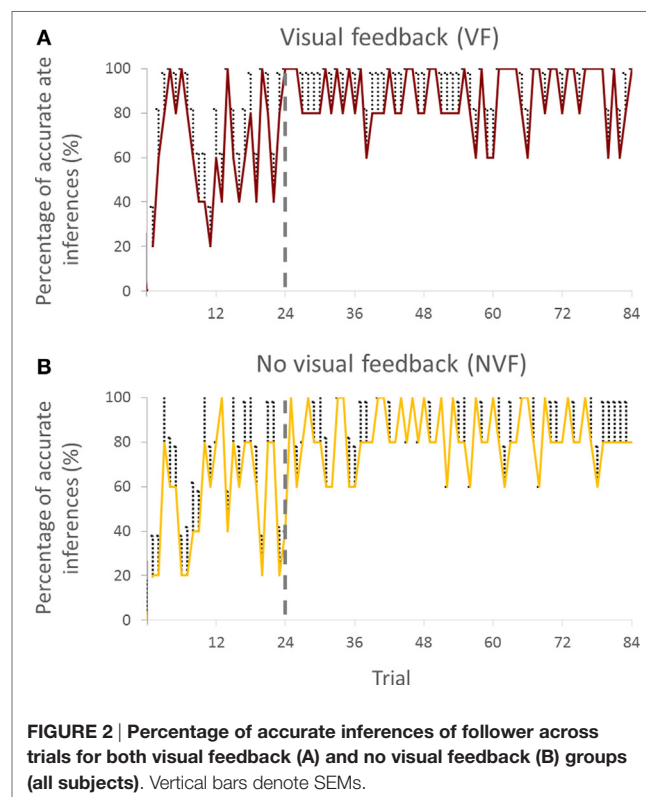 A
Visual feedback (VF)
Percentage of accurate ate
inferences (%)
100
80
60
40
20
0
12
24
36
48
60
72
84
B
No visual feedback (NVF)
Percentage of accurate
inferences (%)
100
80
60
40
20
0
12
24
36
48
60
72
84
Trial
FIGURE 2 | Percentage of accurate inferences of follower across
trials for both visual feedback (A) and no visual feedback (B) groups
(all subjects). Vertical bars denote SEMs.